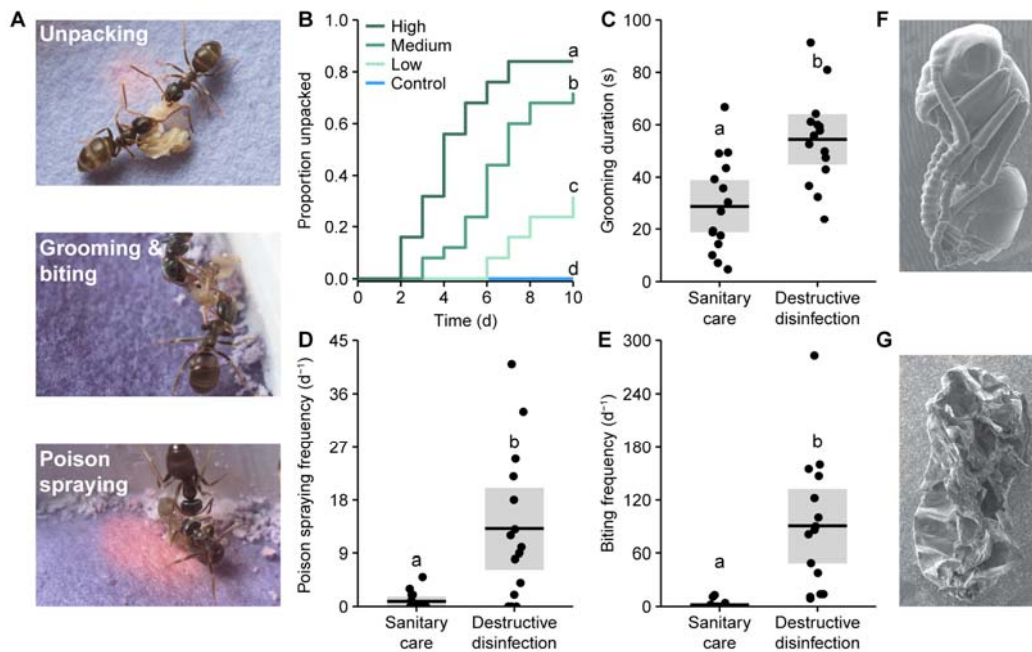 A
Unpacking
Grooming &
biting
Poison
spraying
B
High
Medium
Low
Control
a
b
c
d
Proportion unpacked
1.0
0.8
0.6
0.4
0.2
0.0
0 2 4 6 8 10
Time (d)
C
Grooming duration (s)
100
80
60
40
20
0
a
b
Sanitary
care
Destructive
disinfection
D
Poison spraying frequency (d⁻¹)
45
36
27
18
9
0
a
b
Sanitary
care
Destructive
disinfection
E
Biting frequency (d⁻¹)
300
240
180
120
60
0
a
b
Sanitary
care
Destructive
disinfection
F
G